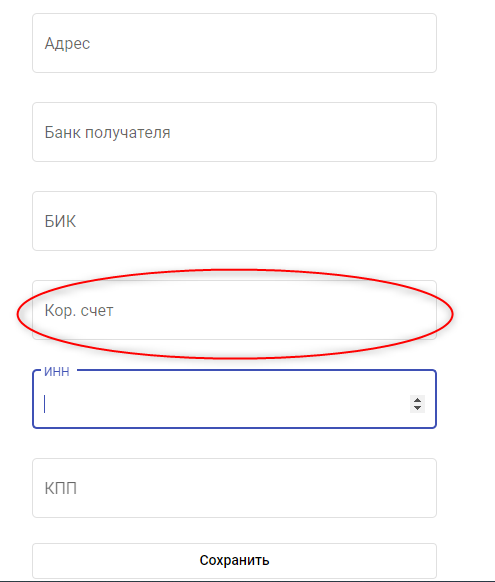 Адрес
Банк получателя
БИК
Кор. счет
ИНН
КПП
Сохранить